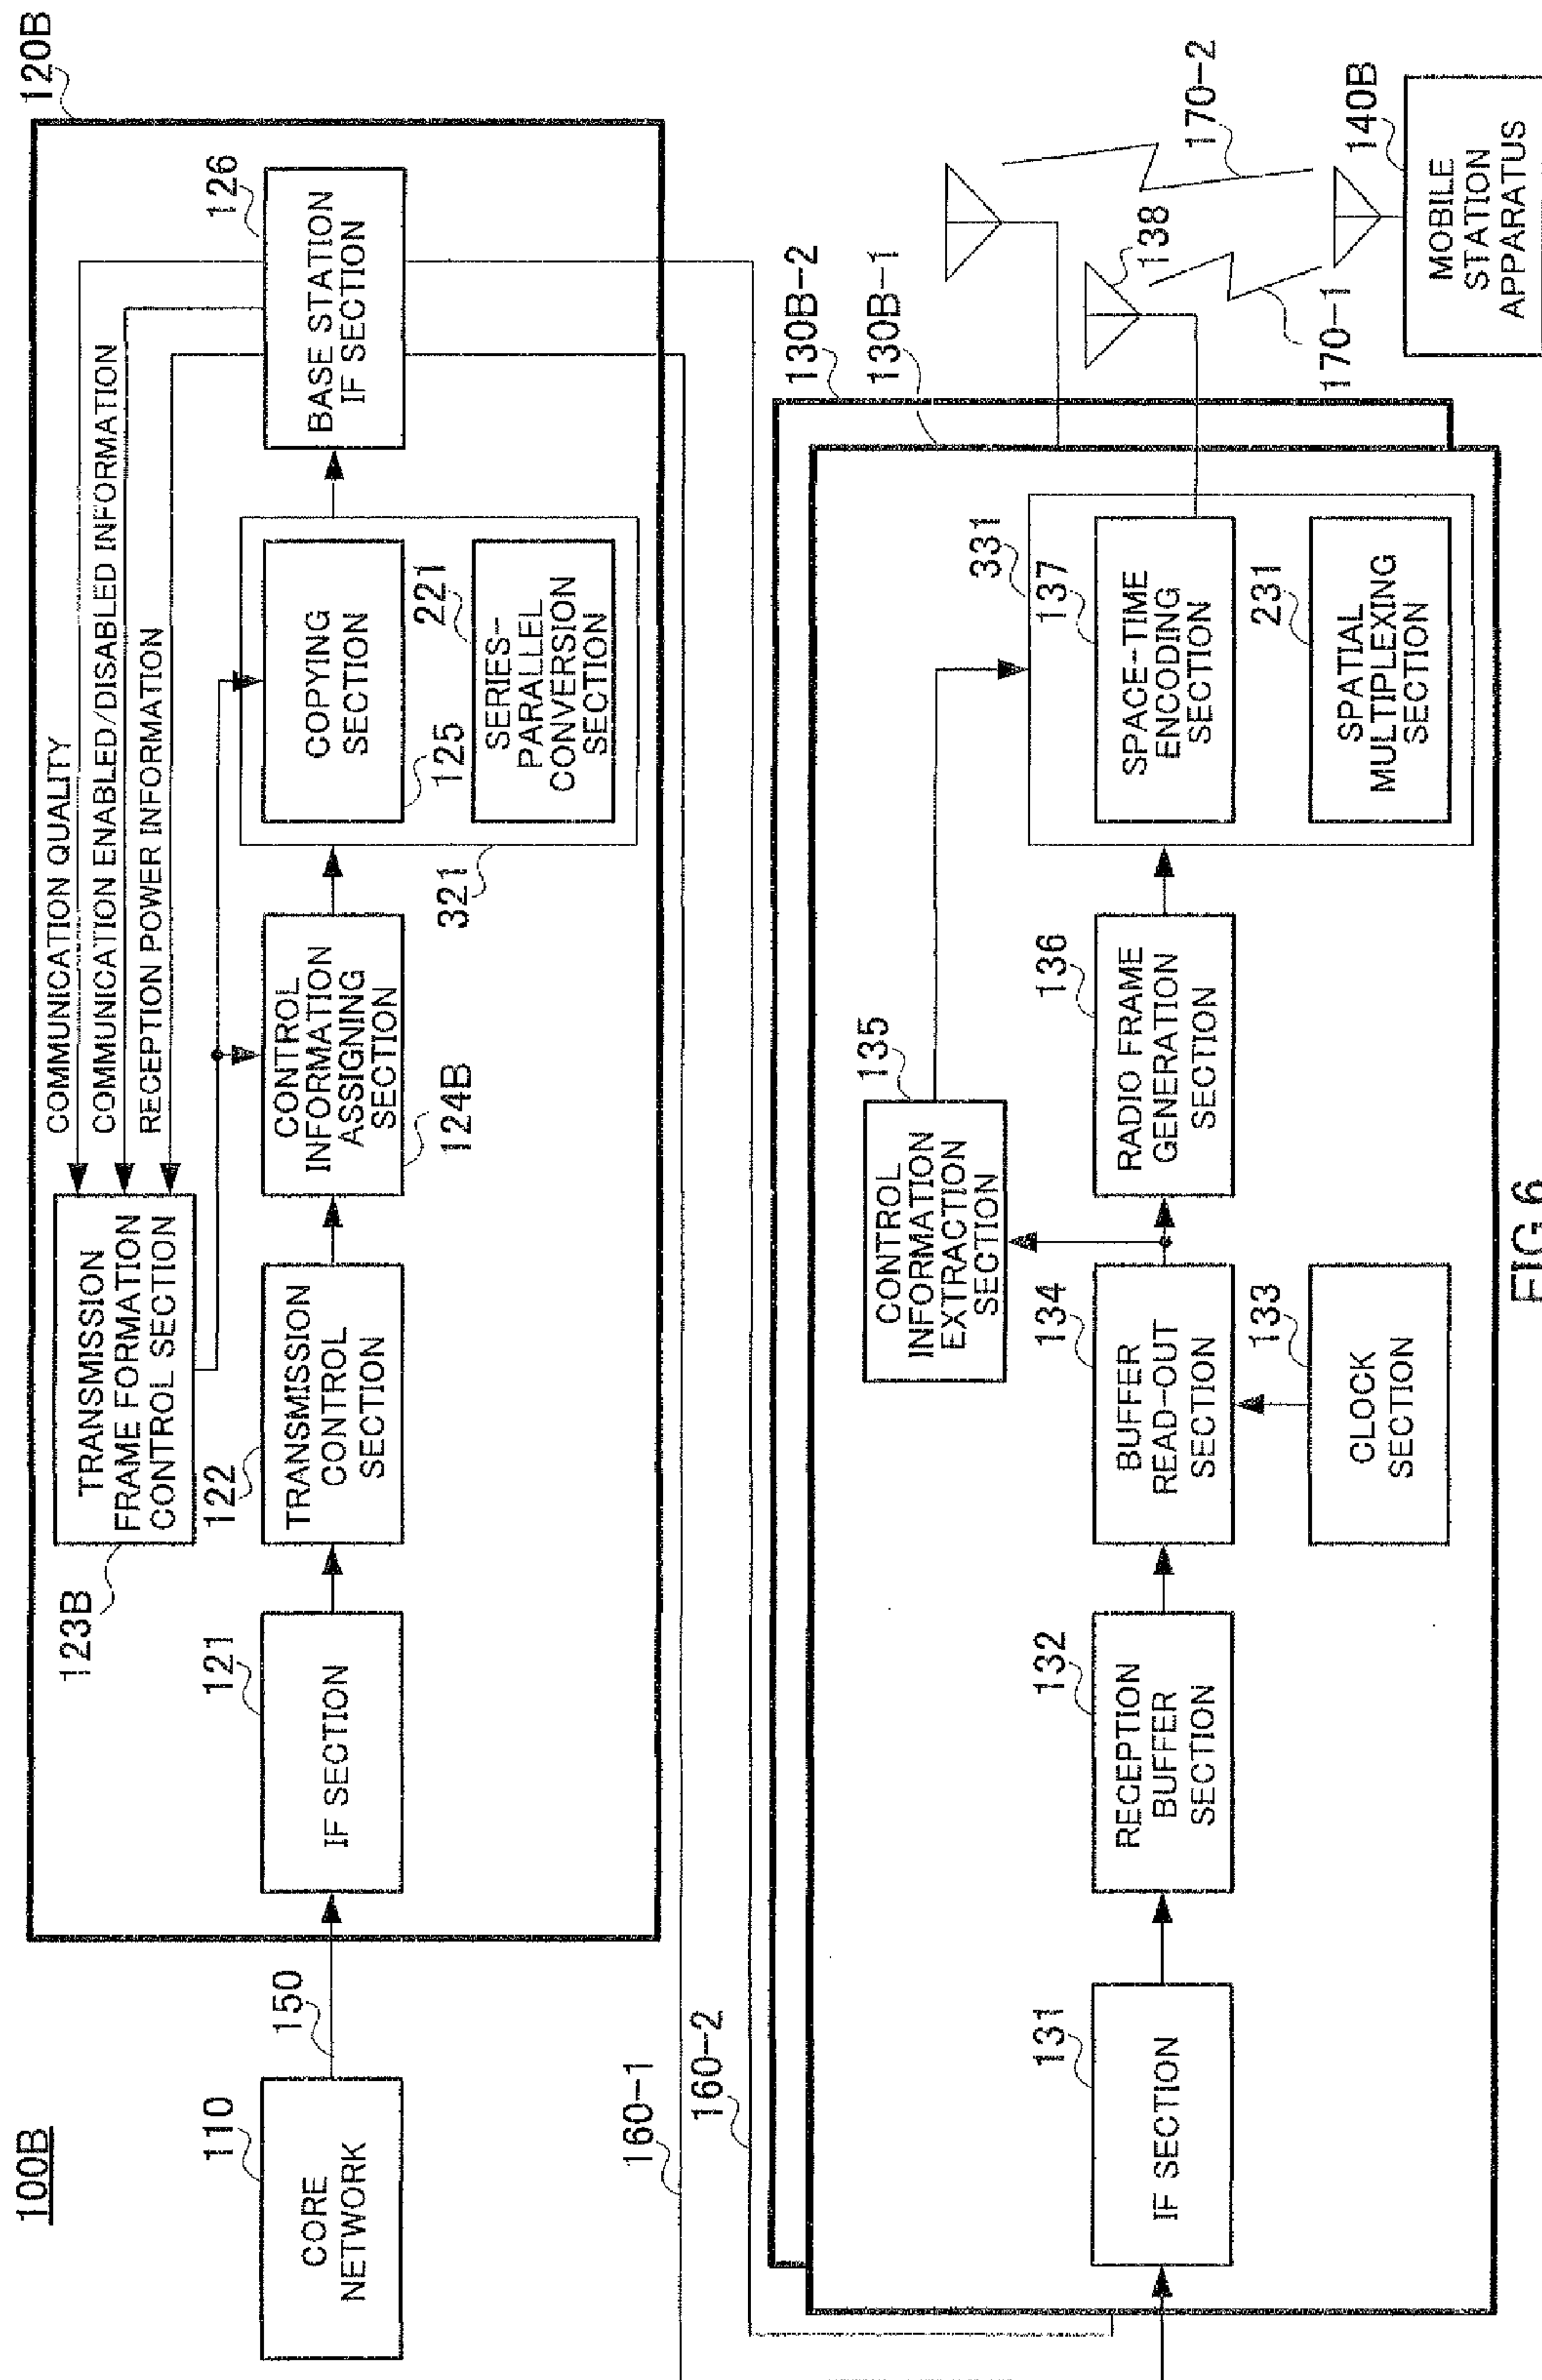 100B
110
CORE
NETWORK
150
120B
121
IF SECTION
122
TRANSMISSION
CONTROL
SECTION
123B
TRANSMISSION
FRAME FORMATION
CONTROL SECTION
COMMUNICATION QUALITY
COMMUNICATION ENABLED/DISABLED INFORMATION
RECEPTION POWER INFORMATION
CONTROL
INFORMATION
ASSIGNING
SECTION
124B
321
COPYING
SECTION
125
221
SERIES-
PARALLEL
CONVERSION
SECTION
126
BASE STATION
IF SECTION
160-1
160-2
130B-2
130B-1
131
IF SECTION
132
RECEPTION
BUFFER
SECTION
134
BUFFER
READ-OUT
SECTION
133
CLOCK
SECTION
135
CONTROL
INFORMATION
EXTRACTION
SECTION
136
RADIO FRAME
GENERATION
SECTION
331
137
SPACE-TIME
ENCODING
SECTION
231
SPATIAL
MULTIPLEXING
SECTION
138
170-2
170-1
140B
MOBILE
STATION
APPARATUS
FIG.6